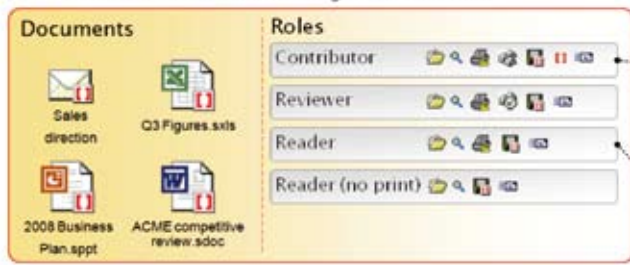 Documents
Sales
direction
Q3 Figures.sxls
2008 Business
Plan.sppt
ACME competitive
review.sdoc
Roles
Contributor
Reviewer
Reader
Reader (no print)